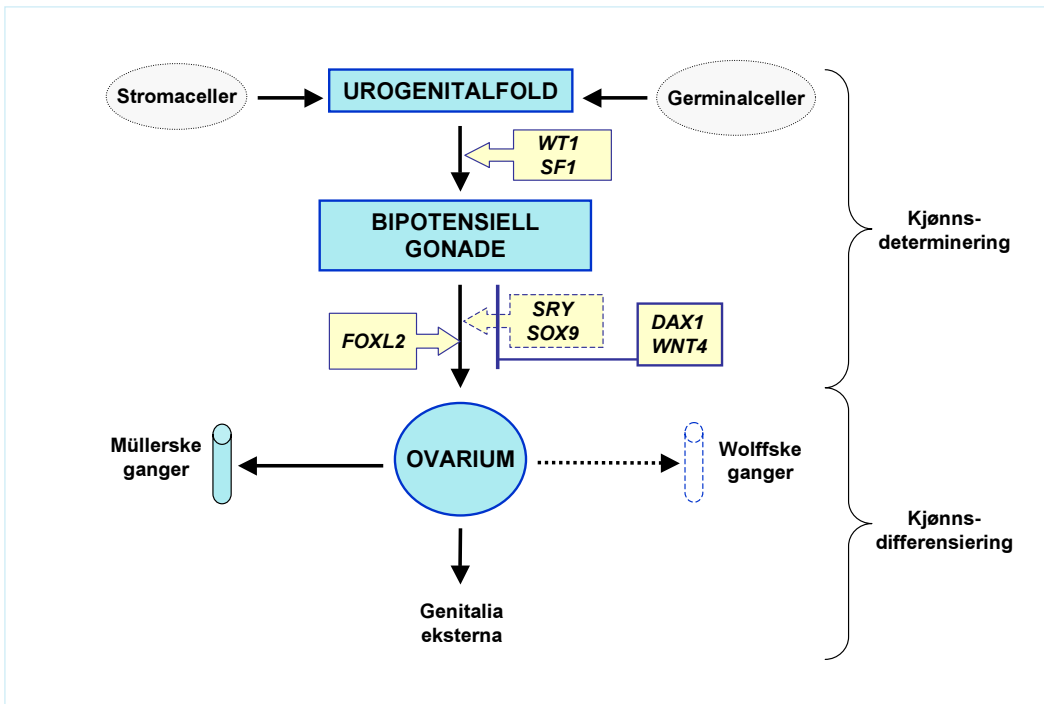 Stromaceller
UROGENITALFOLD
Germinalceller
WT1
SF1
BIPOTENSIELL
GONADE
Kjønns-
determinering
FOXL2
SRY
SOX9
DAX1
WNT4
Müllerske
ganger
OVARIUM
Wolffske
ganger
Kjønns-
differensiering
Genitalia
eksterna